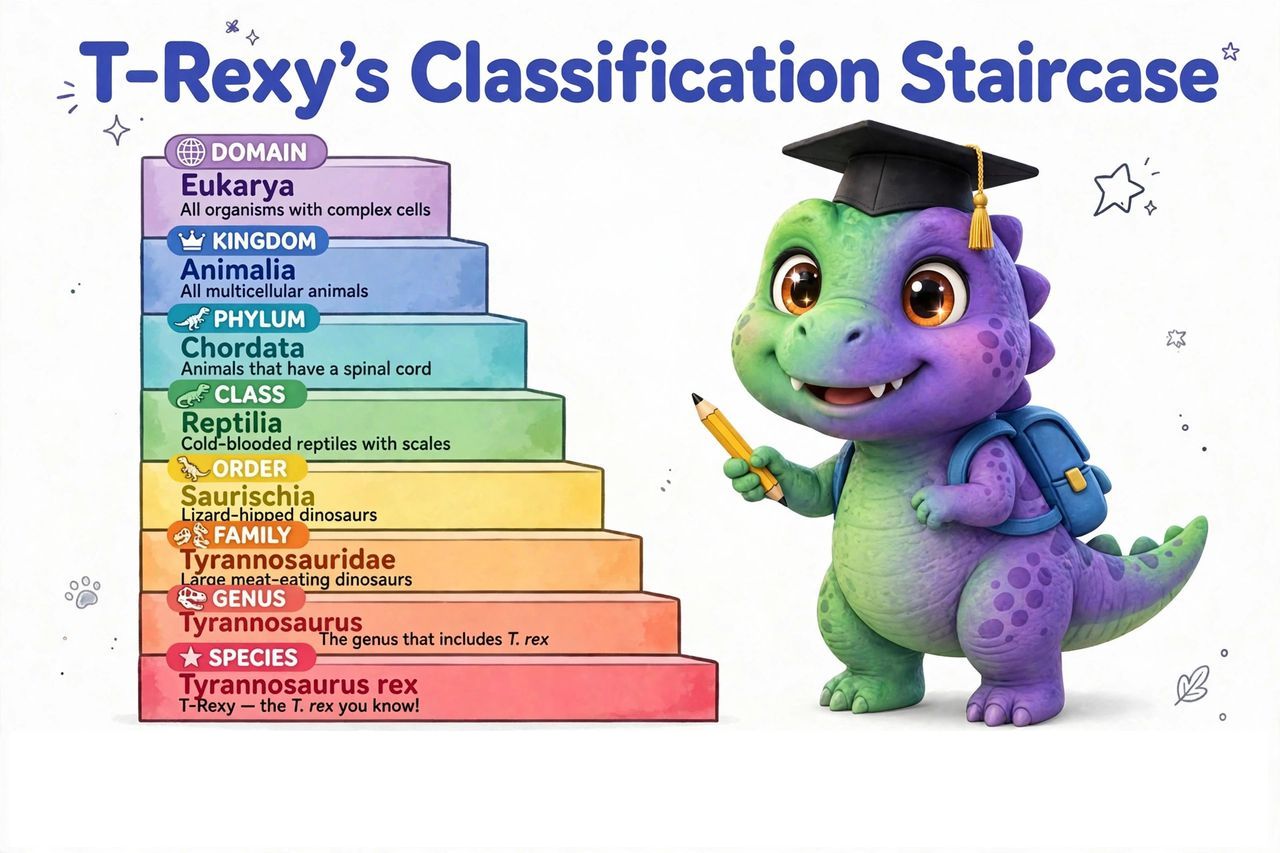 T-Rexy's Classification Staircase
DOMAIN
Eukarya
All organisms with complex cells
KINGDOM
Animalia
All multicellular animals
PHYLUM
Chordata
Animals that have a spinal cord
CLASS
Reptilia
Cold-blooded reptiles with scales
ORDER
Saurischia
Lizard-hipped dinosaurs
FAMILY
Tyrannosauridae
Large meat-eating dinosaurs
GENUS
Tyrannosaurus
The genus that includes T. rex
SPECIES
Tyrannosaurus rex
T-Rexy — the T. rex you know!